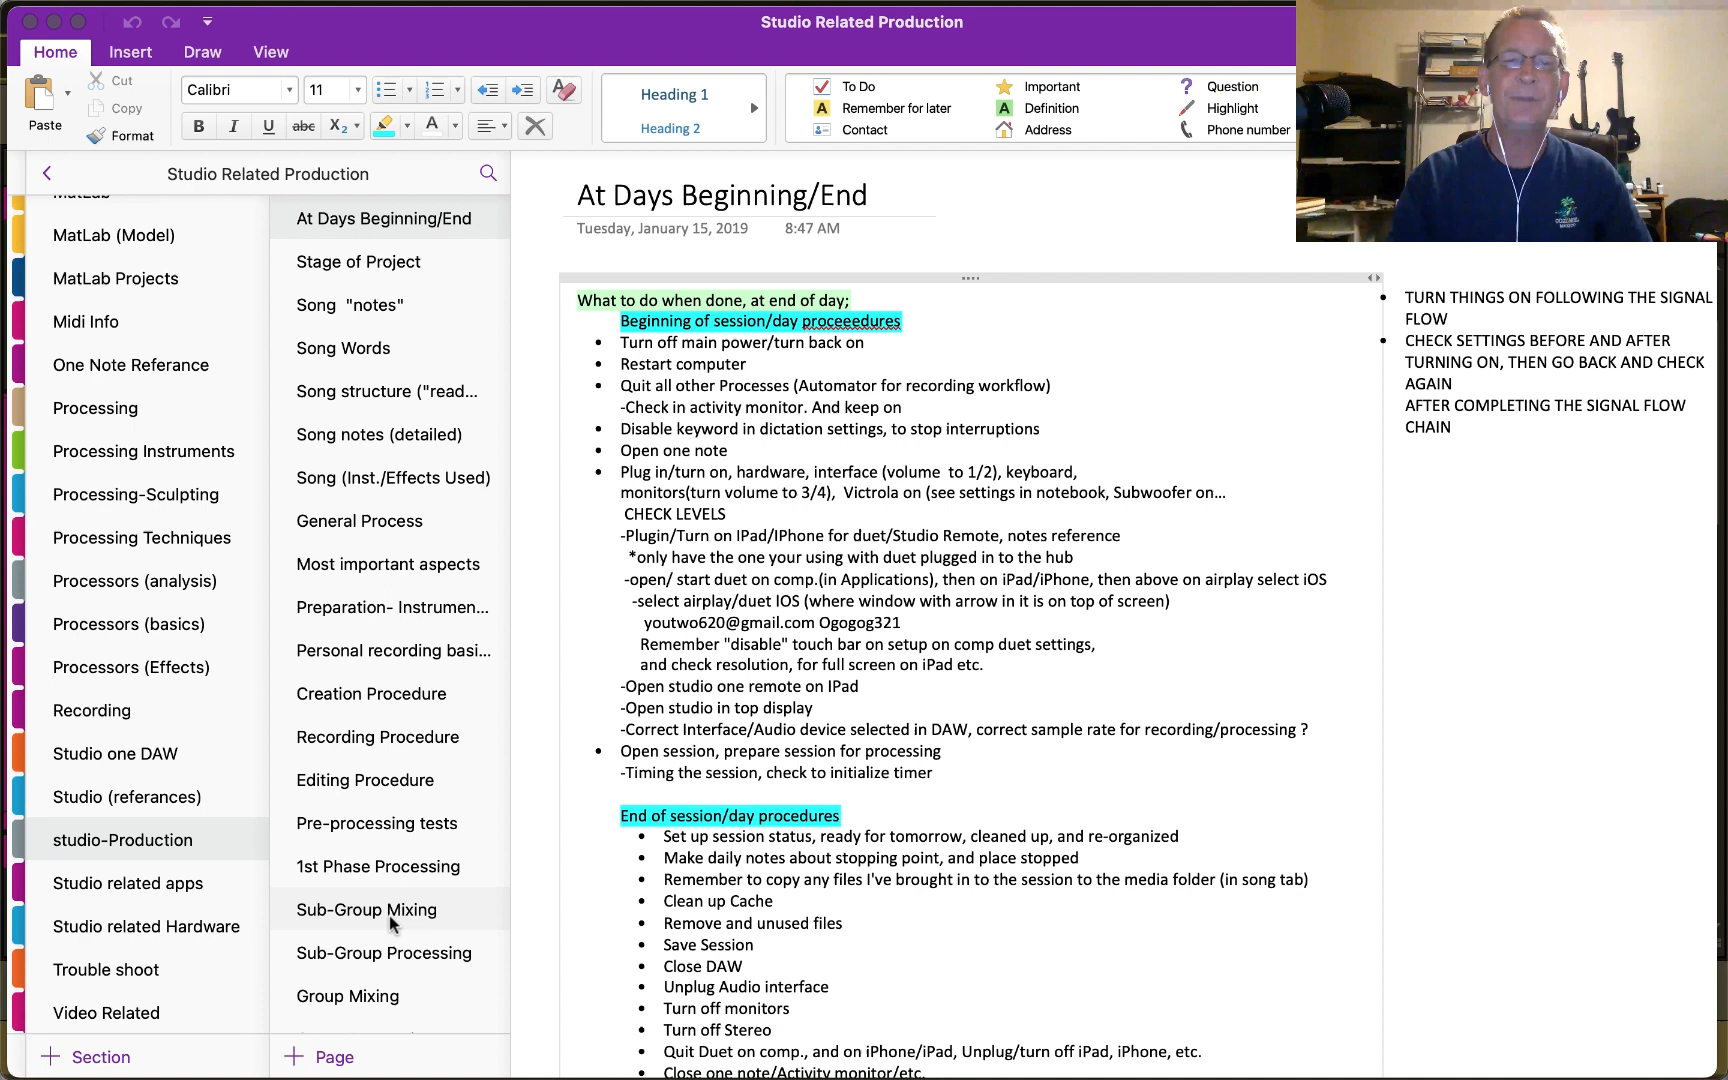 Studio Related Production
Home Insert Draw View
Paste
Cut
Copy
Format
Calibri 11
B I U abc X2 A
Heading 1
Heading 2
To Do
Remember for later
Contact
Important
Definition
Address
Question
Highlight
Phone number
Studio Related Production
MatLab
MatLab (Model)
MatLab Projects
Midi Info
One Note Referance
Processing
Processing Instruments
Processing-Sculpting
Processing Techniques
Processors (analysis)
Processors (basics)
Processors (Effects)
Recording
Studio one DAW
Studio (referances)
studio-Production
Studio related apps
Studio related Hardware
Trouble shoot
Video Related
+ Section
At Days Beginning/End
Stage of Project
Song "notes"
Song Words
Song structure ("read...
Song notes (detailed)
Song (Inst./Effects Used)
General Process
Most important aspects
Preparation- Instrumen...
Personal recording basi...
Creation Procedure
Recording Procedure
Editing Procedure
Pre-processing tests
1st Phase Processing
Sub-Group Mixing
Sub-Group Processing
Group Mixing
+ Page
At Days Beginning/End
Tuesday, January 15, 2019 8:47 AM
What to do when done, at end of day;
Beginning of session/day proceeedures
• Turn off main power/turn back on
• Restart computer
• Quit all other Processes (Automator for recording workflow)
-Check in activity monitor. And keep on
• Disable keyword in dictation settings, to stop interruptions
• Open one note
• Plug in/turn on, hardware, interface (volume to 1/2), keyboard,
monitors(turn volume to 3/4), Victrola on (see settings in notebook, Subwoofer on...
CHECK LEVELS
-Plugin/Turn on IPad/IPhone for duet/Studio Remote, notes reference
*only have the one your using with duet plugged in to the hub
-open/ start duet on comp.(in Applications), then on iPad/iPhone, then above on airplay select iOS
-select airplay/duet IOS (where window with arrow in it is on top of screen)
youtwo620@gmail.com Ogogog321
Remember "disable" touch bar on setup on comp duet settings,
and check resolution, for full screen on iPad etc.
-Open studio one remote on IPad
-Open studio in top display
-Correct Interface/Audio device selected in DAW, correct sample rate for recording/processing ?
• Open session, prepare session for processing
-Timing the session, check to initialize timer
End of session/day procedures
• Set up session status, ready for tomorrow, cleaned up, and re-organized
• Make daily notes about stopping point, and place stopped
• Remember to copy any files I've brought in to the session to the media folder (in song tab)
• Clean up Cache
• Remove and unused files
• Save Session
• Close DAW
• Unplug Audio interface
• Turn off monitors
• Turn off Stereo
• Quit Duet on comp., and on iPhone/iPad, Unplug/turn off iPad, iPhone, etc.
• Close one note/Activity monitor/etc.
• TURN THINGS ON FOLLOWING THE SIGNAL
FLOW
• CHECK SETTINGS BEFORE AND AFTER
TURNING ON, THEN GO BACK AND CHECK
AGAIN
AFTER COMPLETING THE SIGNAL FLOW
CHAIN